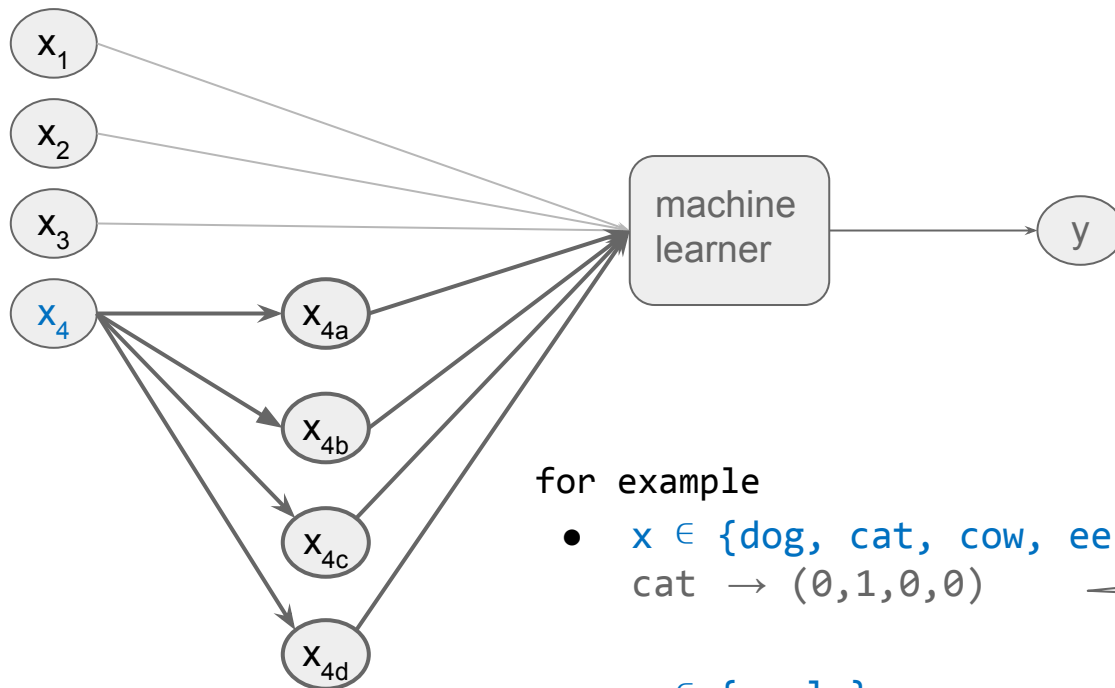 x1
x2
x3
x4
x4a
x4b
x4c
x4d
machine
learner
y
for example
● x ∈ {dog, cat, cow, ee
cat → (0,1,0,0)